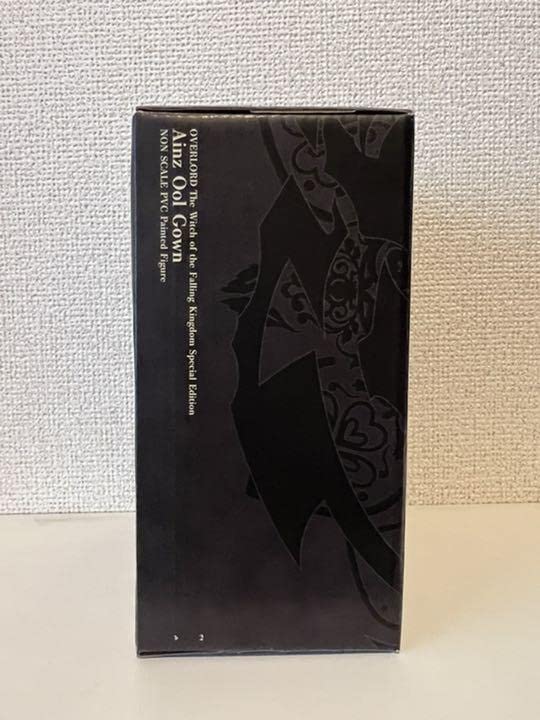 OVERLORD The Witch of the Falling Kingdom Special Edition
Ainz Ool Gown
NON SCALE PVC Painted Figure